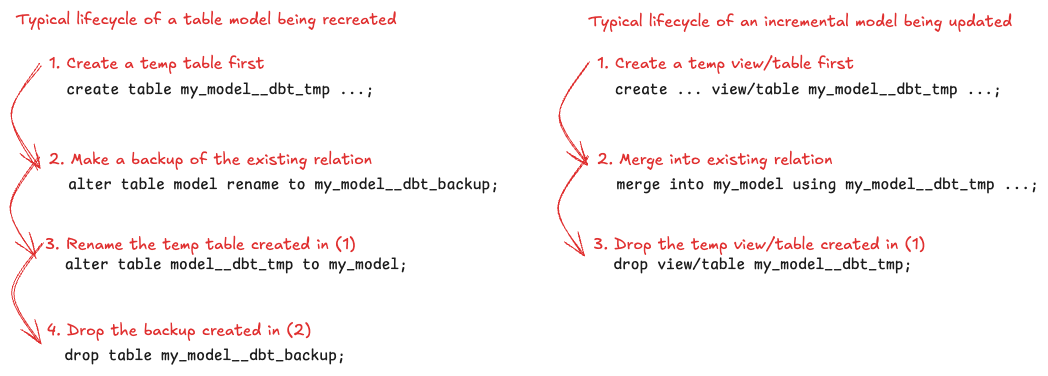 Typical lifecycle of a table model being recreated
1. Create a temp table first
create table my_model__dbt_tmp ...;
2. Make a backup of the existing relation
alter table model rename to my_model__dbt_backup;
3. Rename the temp table created in (1)
alter table model__dbt_tmp to my_model;
4. Drop the backup created in (2)
drop table my_model__dbt_backup;
Typical lifecycle of an incremental model being updated
1. Create a temp view/table first
create ... view/table my_model__dbt_tmp ...;
2. Merge into existing relation
merge into my_model using my_model__dbt_tmp ...;
3. Drop the temp view/table created in (1)
drop view/table my_model__dbt_tmp;